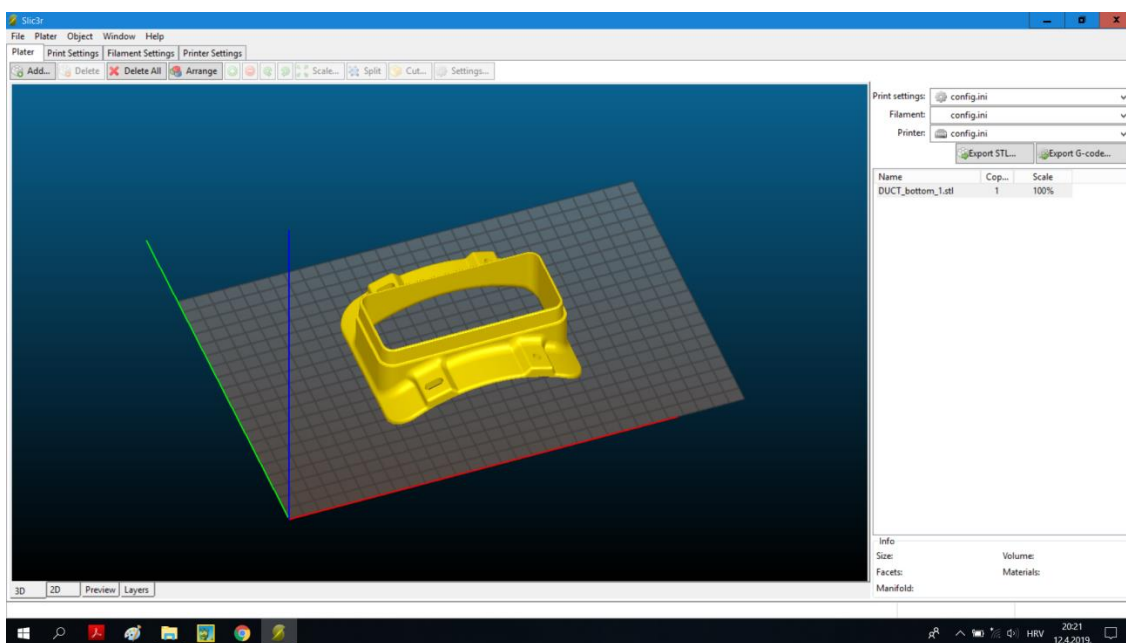 Slic3r
File Plater Object Window Help
Plater Print Settings Filament Settings Printer Settings
Add... Delete Delete All Arrange Scale... Split Cut... Settings...
Print settings: config.ini
Filament: config.ini
Printer: config.ini
Export STL... Export G-code...
Name Cop... Scale
DUCT_bottom_1.stl 1 100%
Info
Size: Volume:
Facets: Materials:
Manifold:
3D 2D Preview Layers
HRV 20:21
12.4.2019.